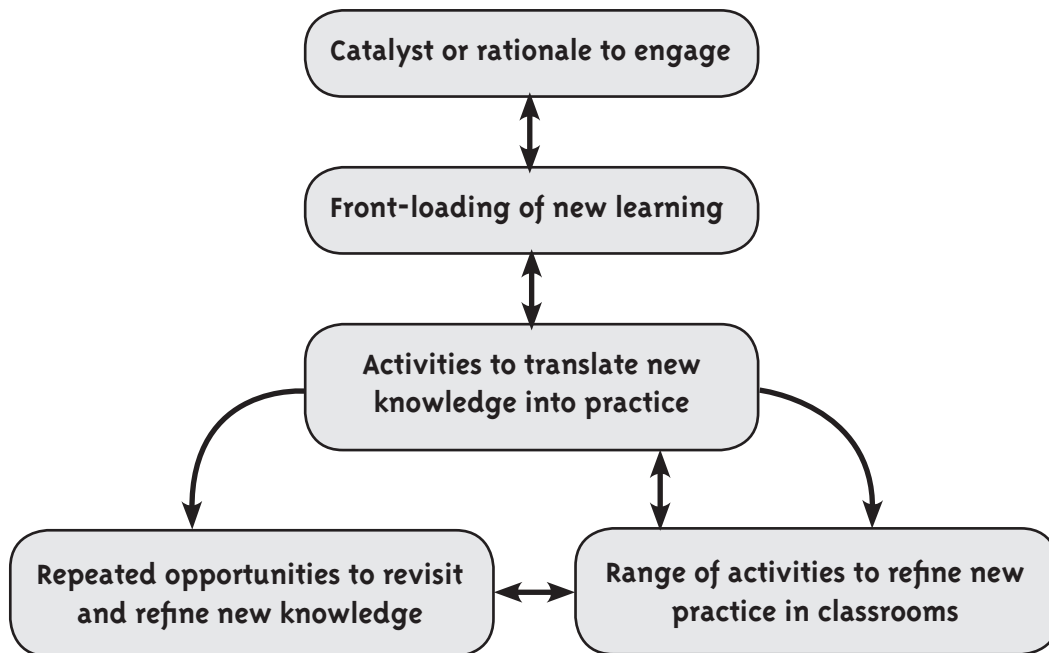 Catalyst or rationale to engage
Front-loading of new learning
Activities to translate new
knowledge into practice
Repeated opportunities to revisit
and refine new knowledge
Range of activities to refine new
practice in classrooms